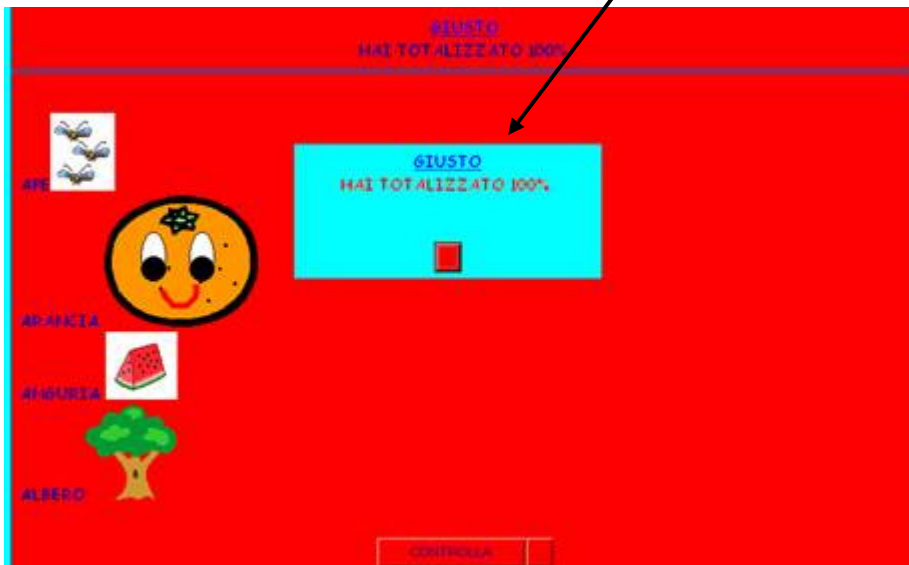 GIUSTO
HAI TOTALIZZATO 100%
GIUSTO
HAI TOTALIZZATO 100%
APE
ARANCIA
ANGURIA
ALBERO
CONTROLLA